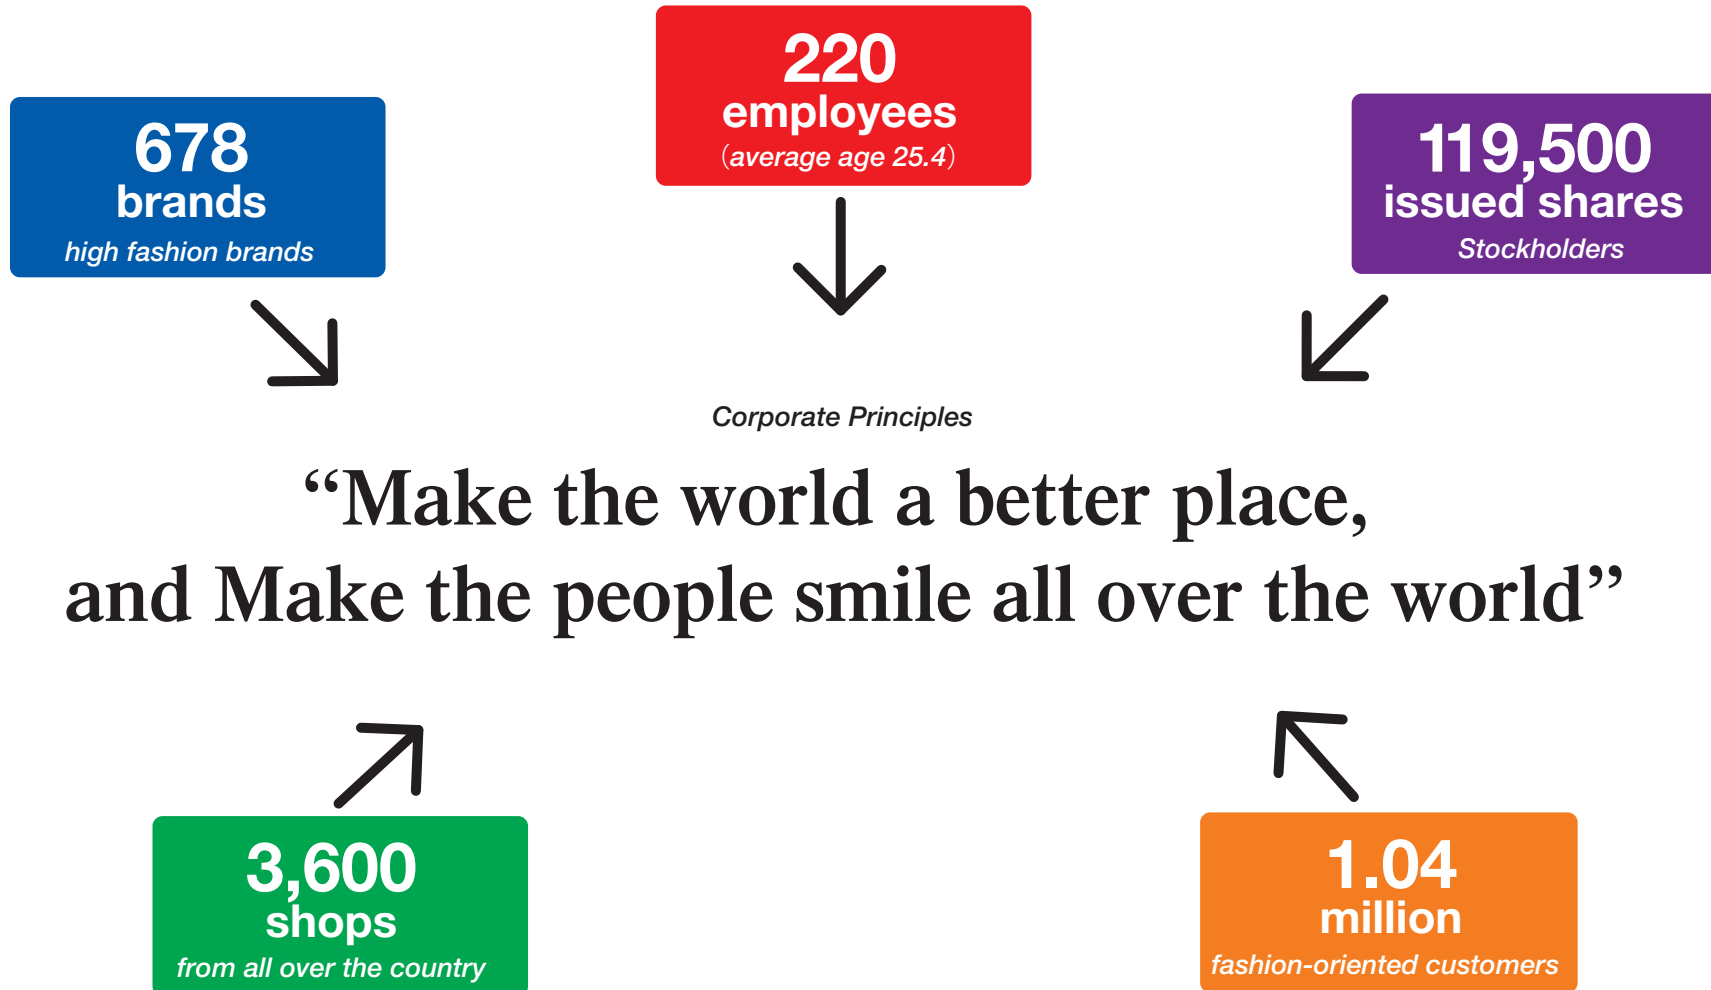 220
employees
(average age 25.4)
678
brands
high fashion brands
119,500
issued shares
Stockholders
Corporate Principles
“Make the world a better place,
and Make the people smile all over the world”
3,600
shops
from all over the country
1.04
million
fashion-oriented customers